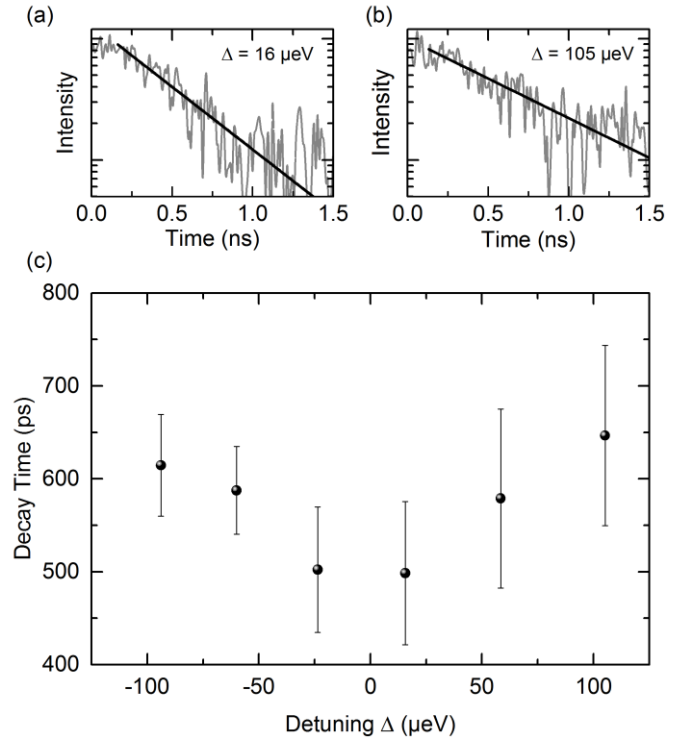 (a)
Δ = 16 µeV
Intensity
0.0 0.5 1.0 1.5
Time (ns)
(b)
Δ = 105 µeV
Intensity
0.0 0.5 1.0 1.5
Time (ns)
(c)
800
700
600
500
400
Decay Time (ps)
-100 -50 0 50 100
Detuning Δ (µeV)